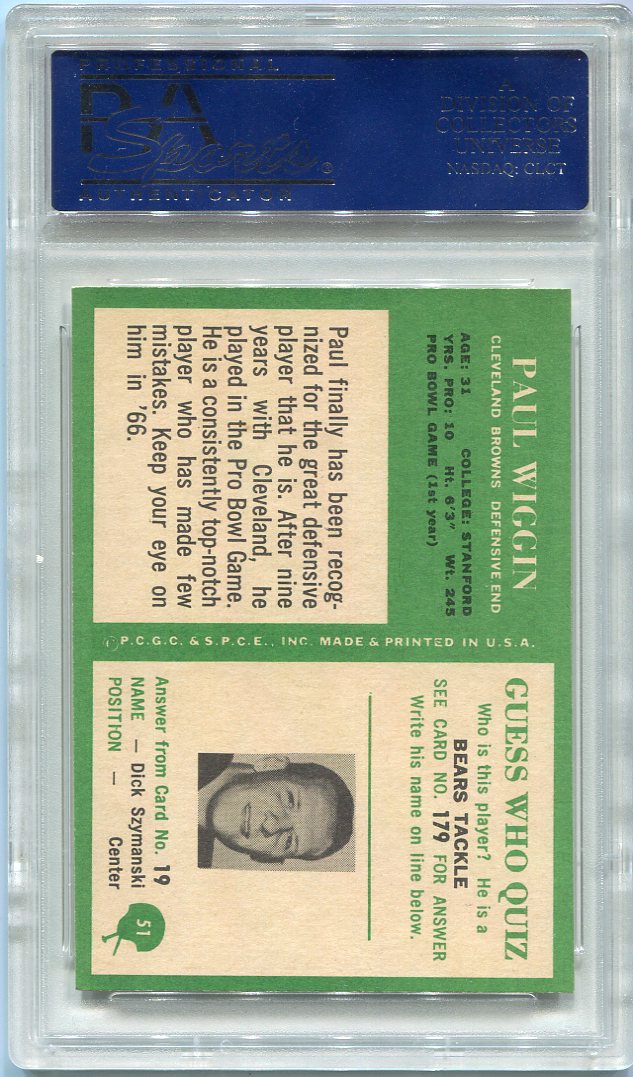 PROFESSIONAL
PSA
Sports®
AUTHENTICATOR
A
DIVISION OF
COLLECTORS
UNIVERSE
NASDAQ: CLCT
PAUL WIGGIN
CLEVELAND BROWNS DEFENSIVE END
AGE: 31 COLLEGE: STANFORD
YRS. PRO: 10 Ht. 6'3" Wt. 245
PRO BOWL GAME (1st year)
Paul finally has been recog-
nized for the great defensive
player that he is. After nine
years with Cleveland, he
played in the Pro Bowl Game.
He is a consistently top-notch
player who has made few
mistakes. Keep your eye on
him in '66.
©P.C.G.C. & S.P.C.E., INC. MADE & PRINTED IN U.S.A.
GUESS WHO QUIZ
Who is this player? He is a
BEARS TACKLE
SEE CARD NO. 179 FOR ANSWER
Write his name on line below.
Answer from Card No. 19
NAME — Dick Szymanski
POSITION — Center
51